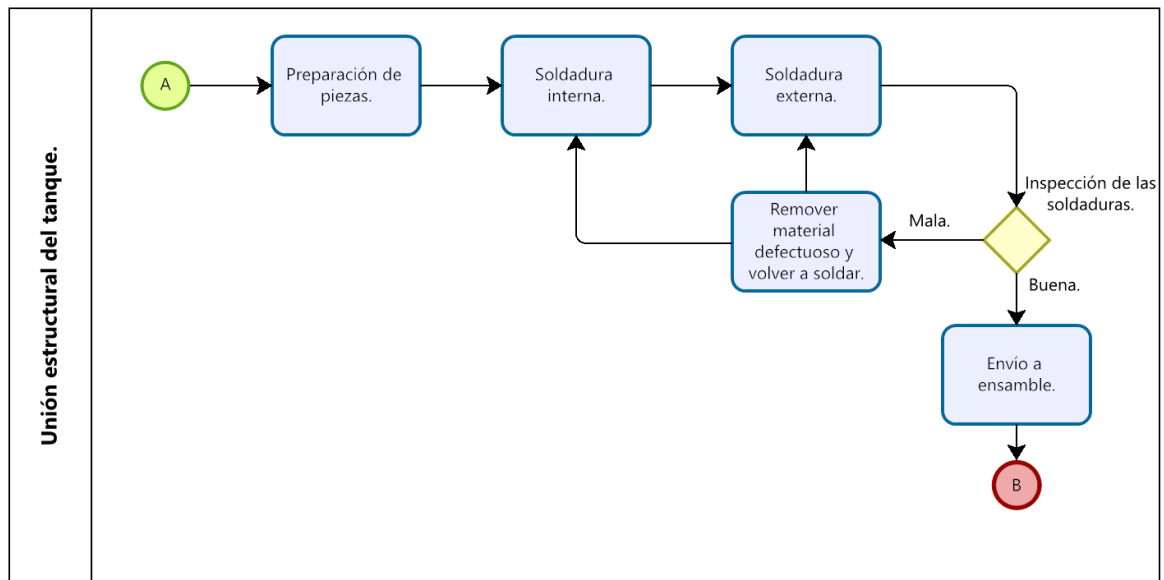 Unión estructural del tanque.
A
Preparación de
piezas.
Soldadura
interna.
Soldadura
externa.
Inspección de las
soldaduras.
Mala.
Remover
material
defectuoso y
volver a soldar.
Buena.
Envío a
ensamble.
B